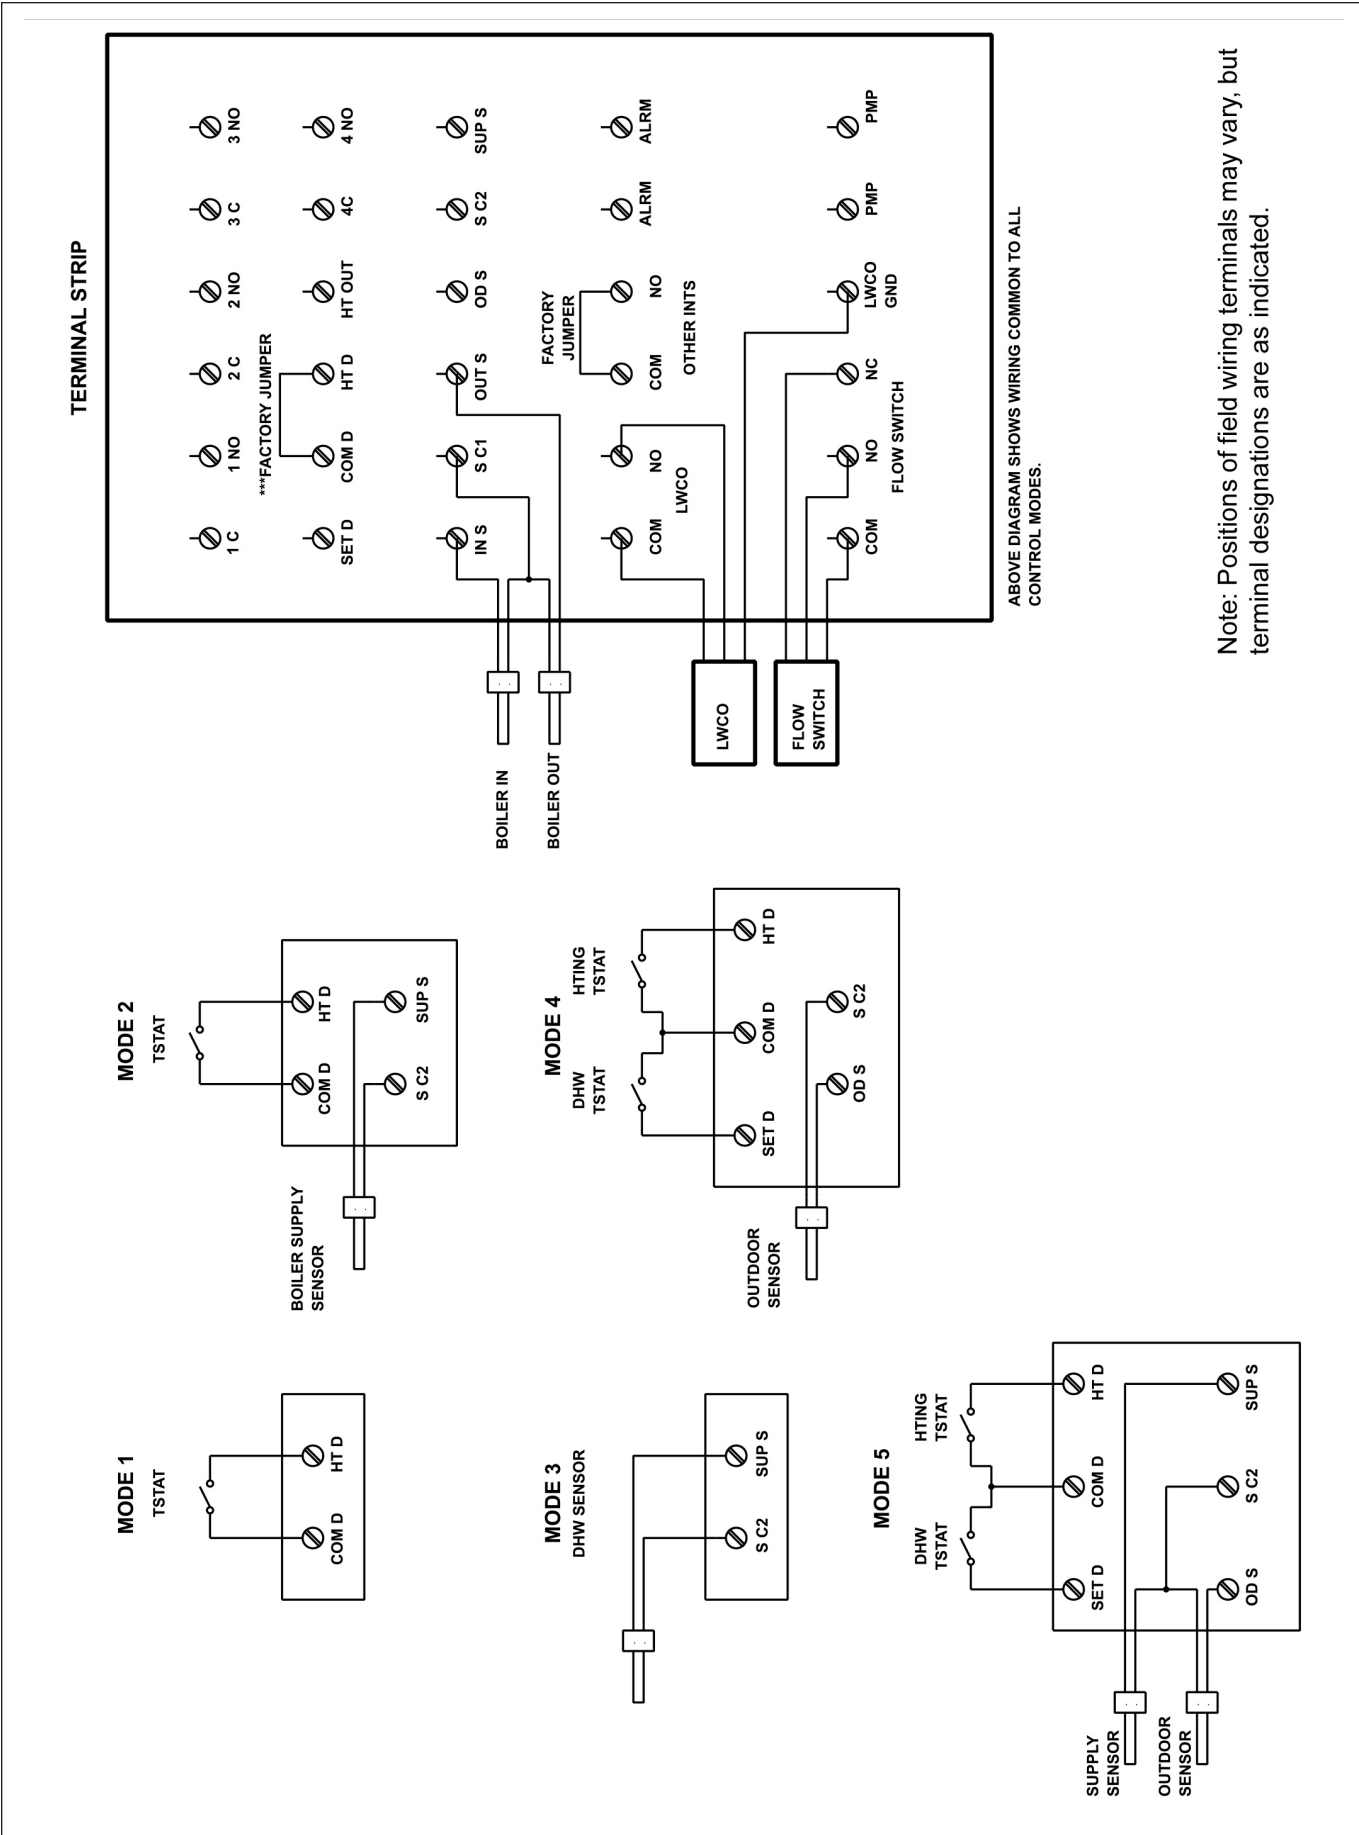 MODE 1
TSTAT
COM D
HT D
MODE 2
TSTAT
COM D
HT D
S C2
SUP S
BOILER SUPPLY
SENSOR
MODE 3
DHW SENSOR
S C2
SUP S
MODE 4
DHW
TSTAT
HTING
TSTAT
SET D
COM D
HT D
OD S
S C2
OUTDOOR
SENSOR
MODE 5
DHW
TSTAT
HTING
TSTAT
SET D
COM D
HT D
OD S
S C2
SUP S
SUPPLY
SENSOR
OUTDOOR
SENSOR
TERMINAL STRIP
1 C
1 NO
2 C
2 NO
3 C
3 NO
***FACTORY JUMPER
SET D
COM D
HT D
HT OUT
4C
4 NO
IN S
S C1
OUT S
OD S
S C2
SUP S
BOILER IN
BOILER OUT
FACTORY
JUMPER
COM
NO
LWCO
COM
NO
OTHER INTS
ALRM
ALRM
LWCO
FLOW
SWITCH
COM
NO
NC
FLOW SWITCH
LWCO
GND
PMP
PMP
ABOVE DIAGRAM SHOWS WIRING COMMON TO ALL
CONTROL MODES.
Note: Positions of field wiring terminals may vary, but
terminal designations are as indicated.